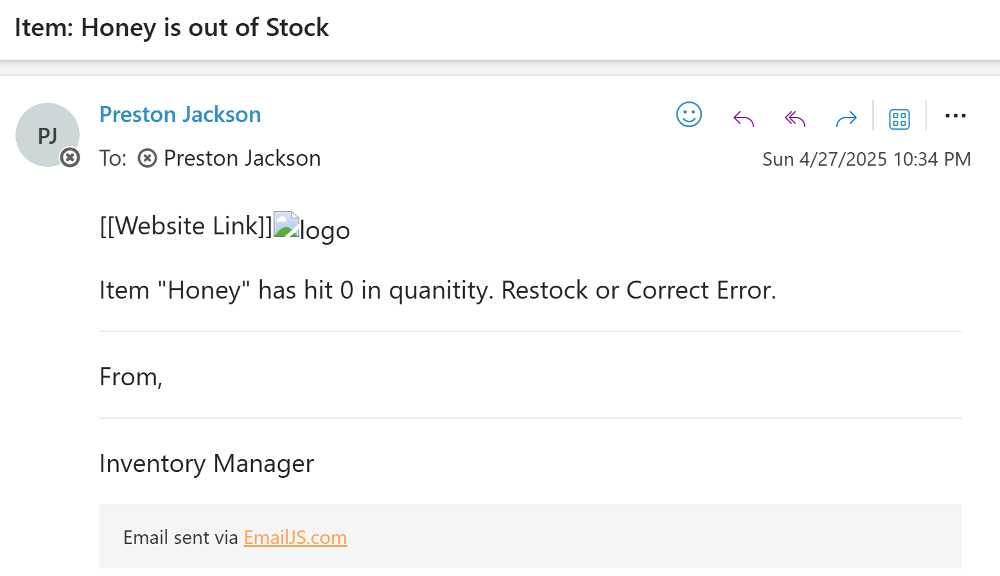 Item: Honey is out of Stock
Preston Jackson
PJ
To: Preston Jackson
Sun 4/27/2025 10:34 PM
[[Website Link]]logo
Item "Honey" has hit 0 in quanitity. Restock or Correct Error.
From,
Inventory Manager
Email sent via EmailJS.com